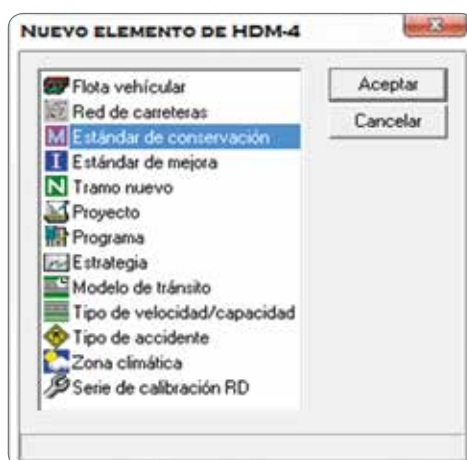 NUEVO ELEMENTO DE HDM-4
Flota vehícular
Red de carreteras
M Estándar de conservación
I Estándar de mejora
N Tramo nuevo
Proyecto
Programa
Estrategia
Modelo de tránsito
Tipo de velocidad/capacidad
Tipo de accidente
Zona climática
Serie de calibración RD
Aceptar
Cancelar